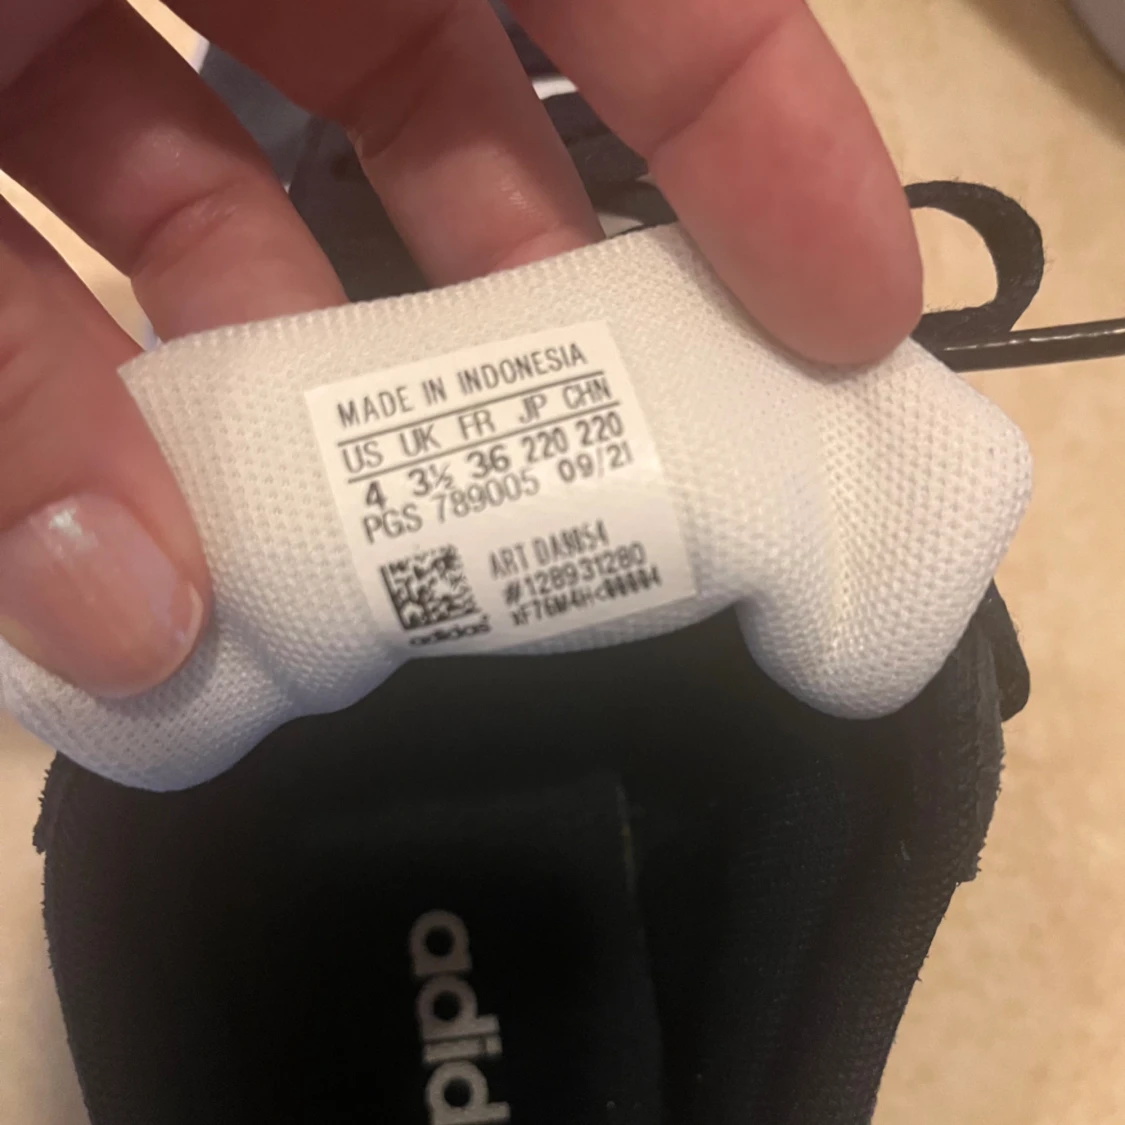 MADE IN INDONESIA
US UK FR JP CHN
4 3½ 36 220 220
PGS 789005 09/21
ART DA9054
#128931280
adidas
adid